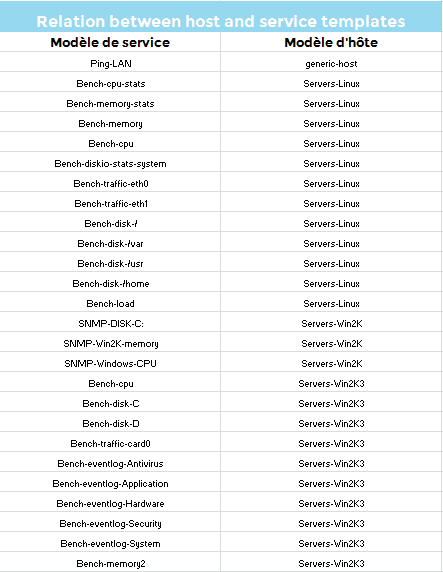 Relation between host and service templates
Modèle de service Modèle d'hôte
Ping-LAN generic-host
Bench-cpu-stats Servers-Linux
Bench-memory-stats Servers-Linux
Bench-memory Servers-Linux
Bench-cpu Servers-Linux
Bench-diskio-stats-system Servers-Linux
Bench-traffic-eth0 Servers-Linux
Bench-traffic-eth1 Servers-Linux
Bench-disk-/ Servers-Linux
Bench-disk-/var Servers-Linux
Bench-disk-/usr Servers-Linux
Bench-disk-/home Servers-Linux
Bench-load Servers-Linux
SNMP-DISK-C: Servers-Win2K
SNMP-Win2K-memory Servers-Win2K
SNMP-Windows-CPU Servers-Win2K
Bench-cpu Servers-Win2K3
Bench-disk-C Servers-Win2K3
Bench-disk-D Servers-Win2K3
Bench-traffic-card0 Servers-Win2K3
Bench-eventlog-Antivirus Servers-Win2K3
Bench-eventlog-Application Servers-Win2K3
Bench-eventlog-Hardware Servers-Win2K3
Bench-eventlog-Security Servers-Win2K3
Bench-eventlog-System Servers-Win2K3
Bench-memory2 Servers-Win2K3